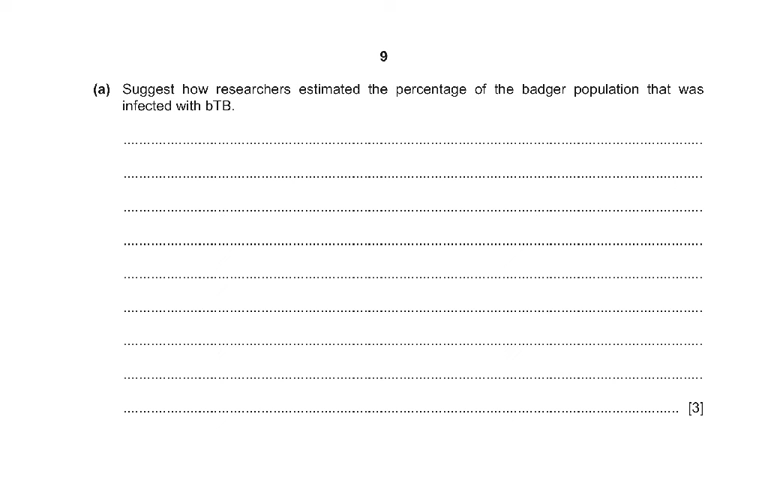 9
(a) Suggest how researchers estimated the percentage of the badger population that was
infected with bTB.
[3]